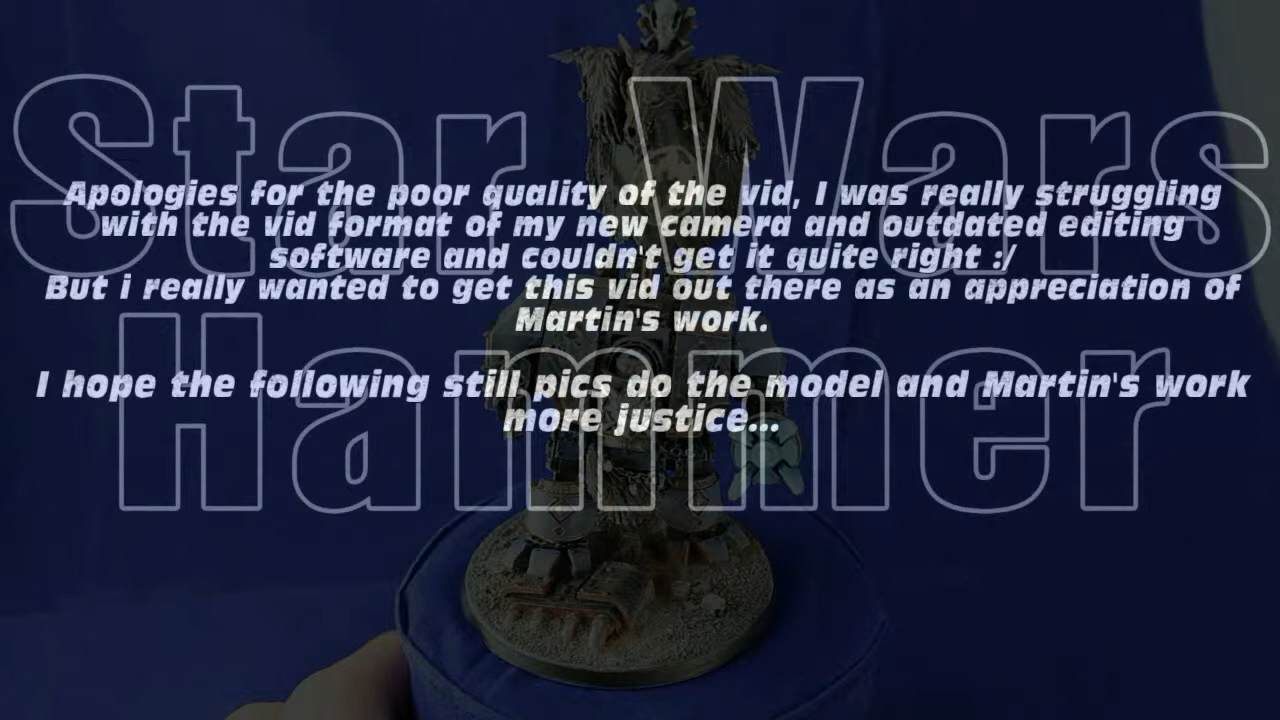 Star Wars
Apologies for the poor quality of the vid, I was really struggling
with the vid format of my new camera and outdated editing
software and couldn't get it quite right :/
But i really wanted to get this vid out there as an appreciation of
Martin's work.
Hammer
I hope the following still pics do the model and Martin's work
more justice...